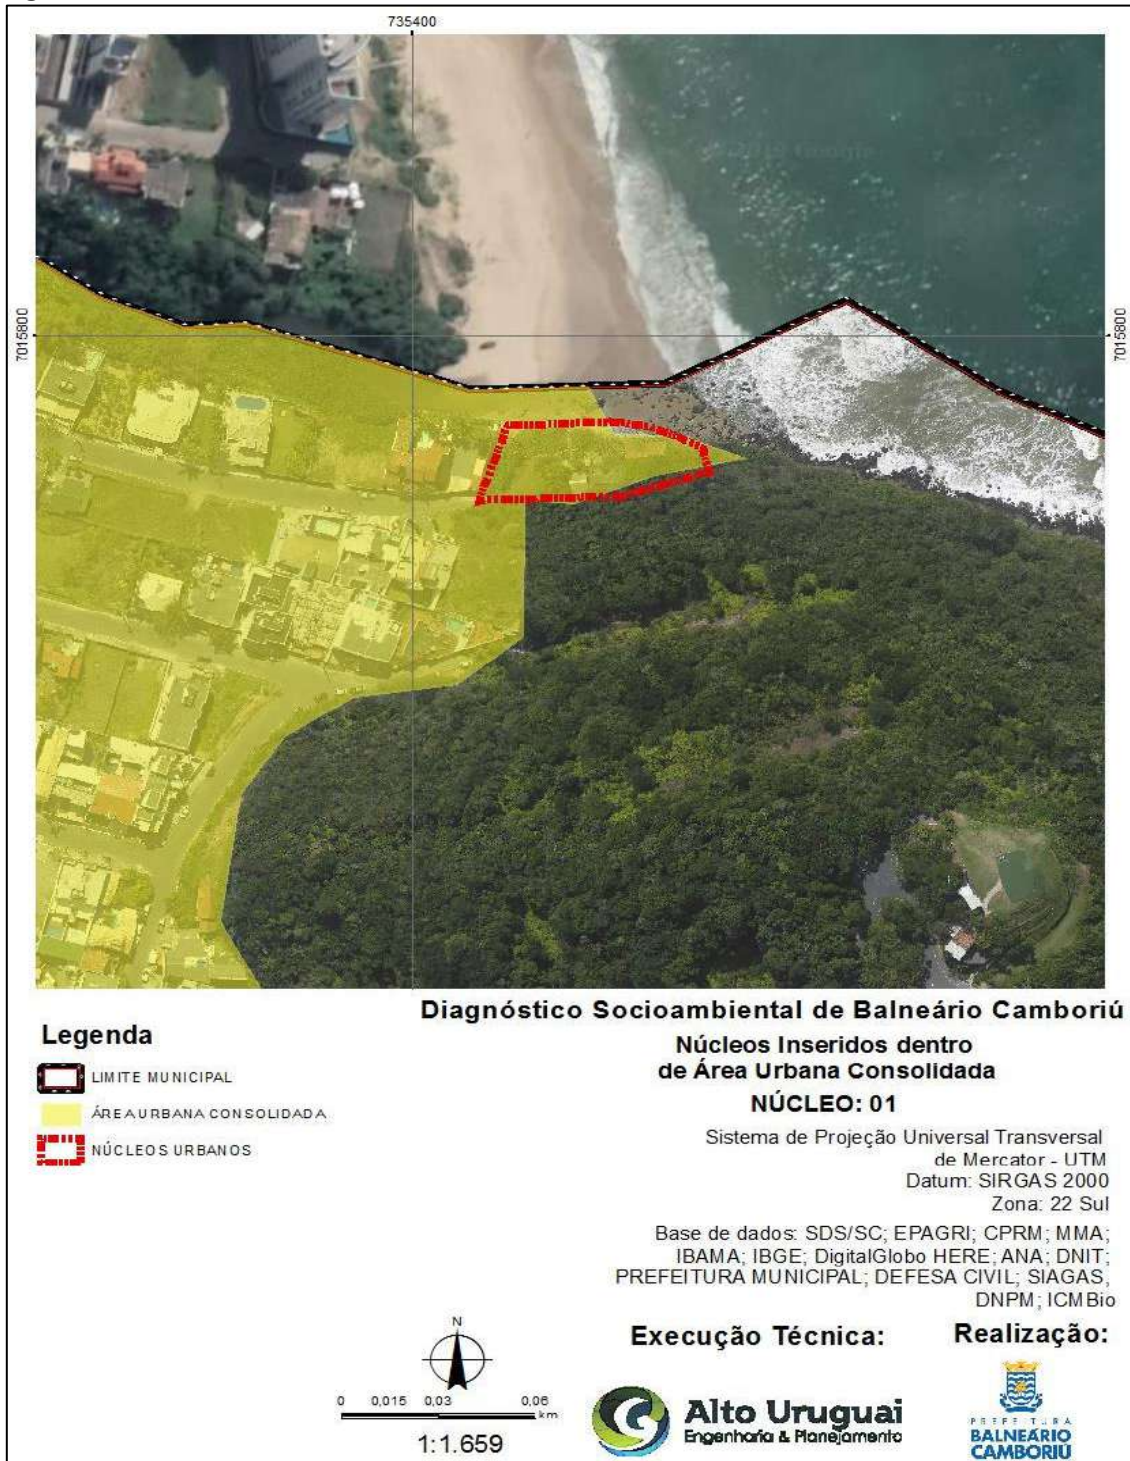 735400
7015800
7015800
Diagnóstico Socioambiental de Balneário Camboriú
Legenda
LIMITE MUNICIPAL
ÁREA URBANA CONSOLIDADA
NÚCLEOS URBANOS
Núcleos Inseridos dentro
de Área Urbana Consolidada
NÚCLEO: 01
Sistema de Projeção Universal Transversal
de Mercator - UTM
Datum: SIRGAS 2000
Zona: 22 Sul
Base de dados: SDS/SC; EPAGRI; CPRM; MMA;
IBAMA; IBGE; DigitalGlobo HERE; ANA; DNIT;
PREFEITURA MUNICIPAL; DEFESA CIVIL; SIAGAS,
DNPM; ICMBio
N
0 0,015 0,03 0,06
km
1:1.659
Execução Técnica:
Alto Uruguai
Engenharia & Planejamento
Realização:
PREFEITURA
BALNEÁRIO
CAMBORIÚ